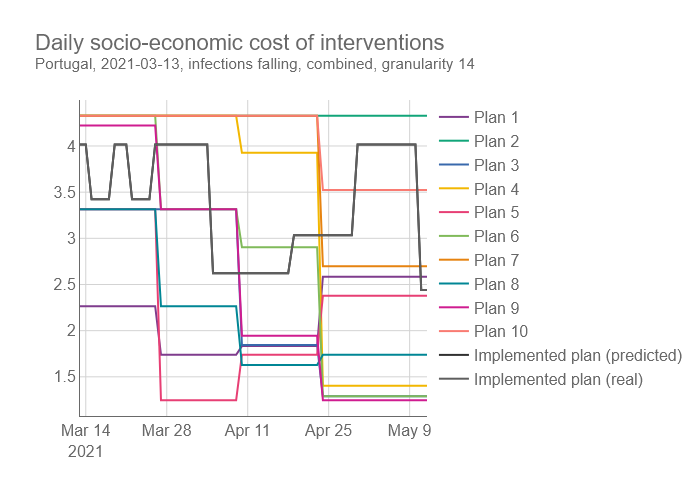 Daily socio-economic cost of interventions
Portugal, 2021-03-13, infections falling, combined, granularity 14
4
3.5
3
2.5
2
1.5
Mar 14
2021
Mar 28
Apr 11
Apr 25
May 9
Plan 1
Plan 2
Plan 3
Plan 4
Plan 5
Plan 6
Plan 7
Plan 8
Plan 9
Plan 10
Implemented plan (predicted)
Implemented plan (real)